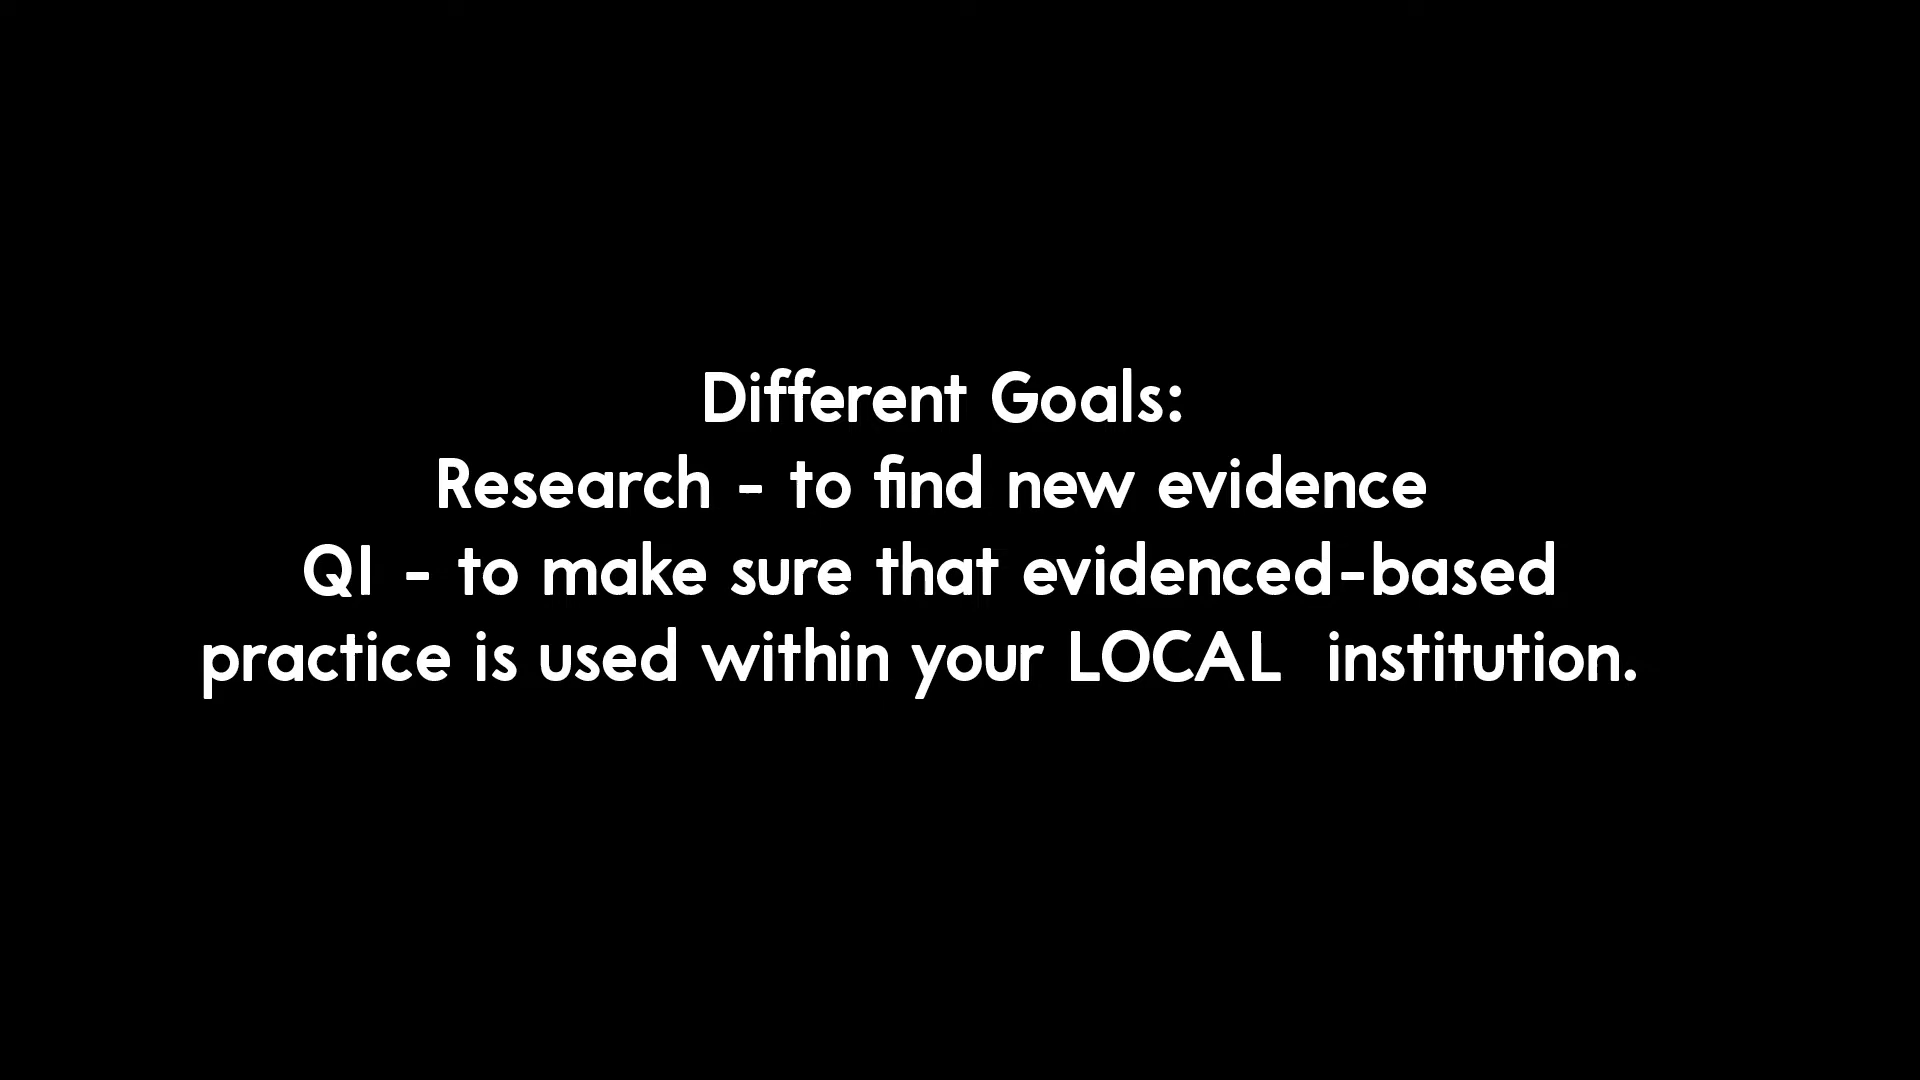 Different Goals:
Research - to find new evidence
QI - to make sure that evidenced-based
practice is used within your LOCAL  institution.